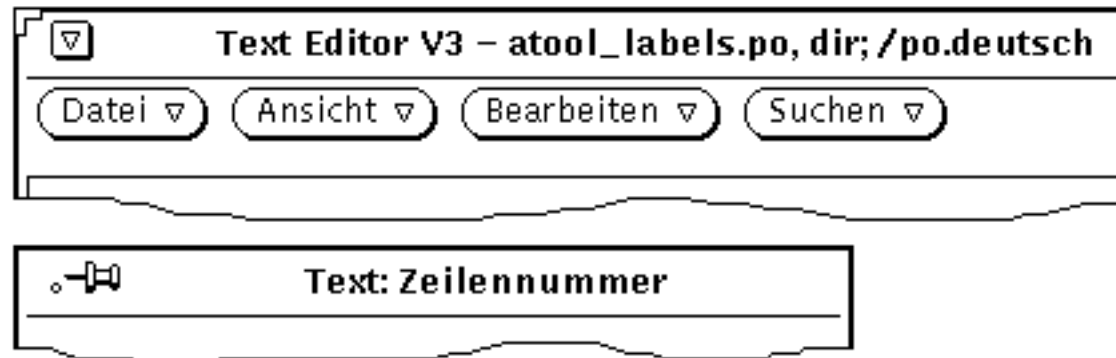 Text Editor V3 – atool_labels.po, dir; /po.deutsch
Datei Ansicht Bearbeiten Suchen
Text: Zeilennummer